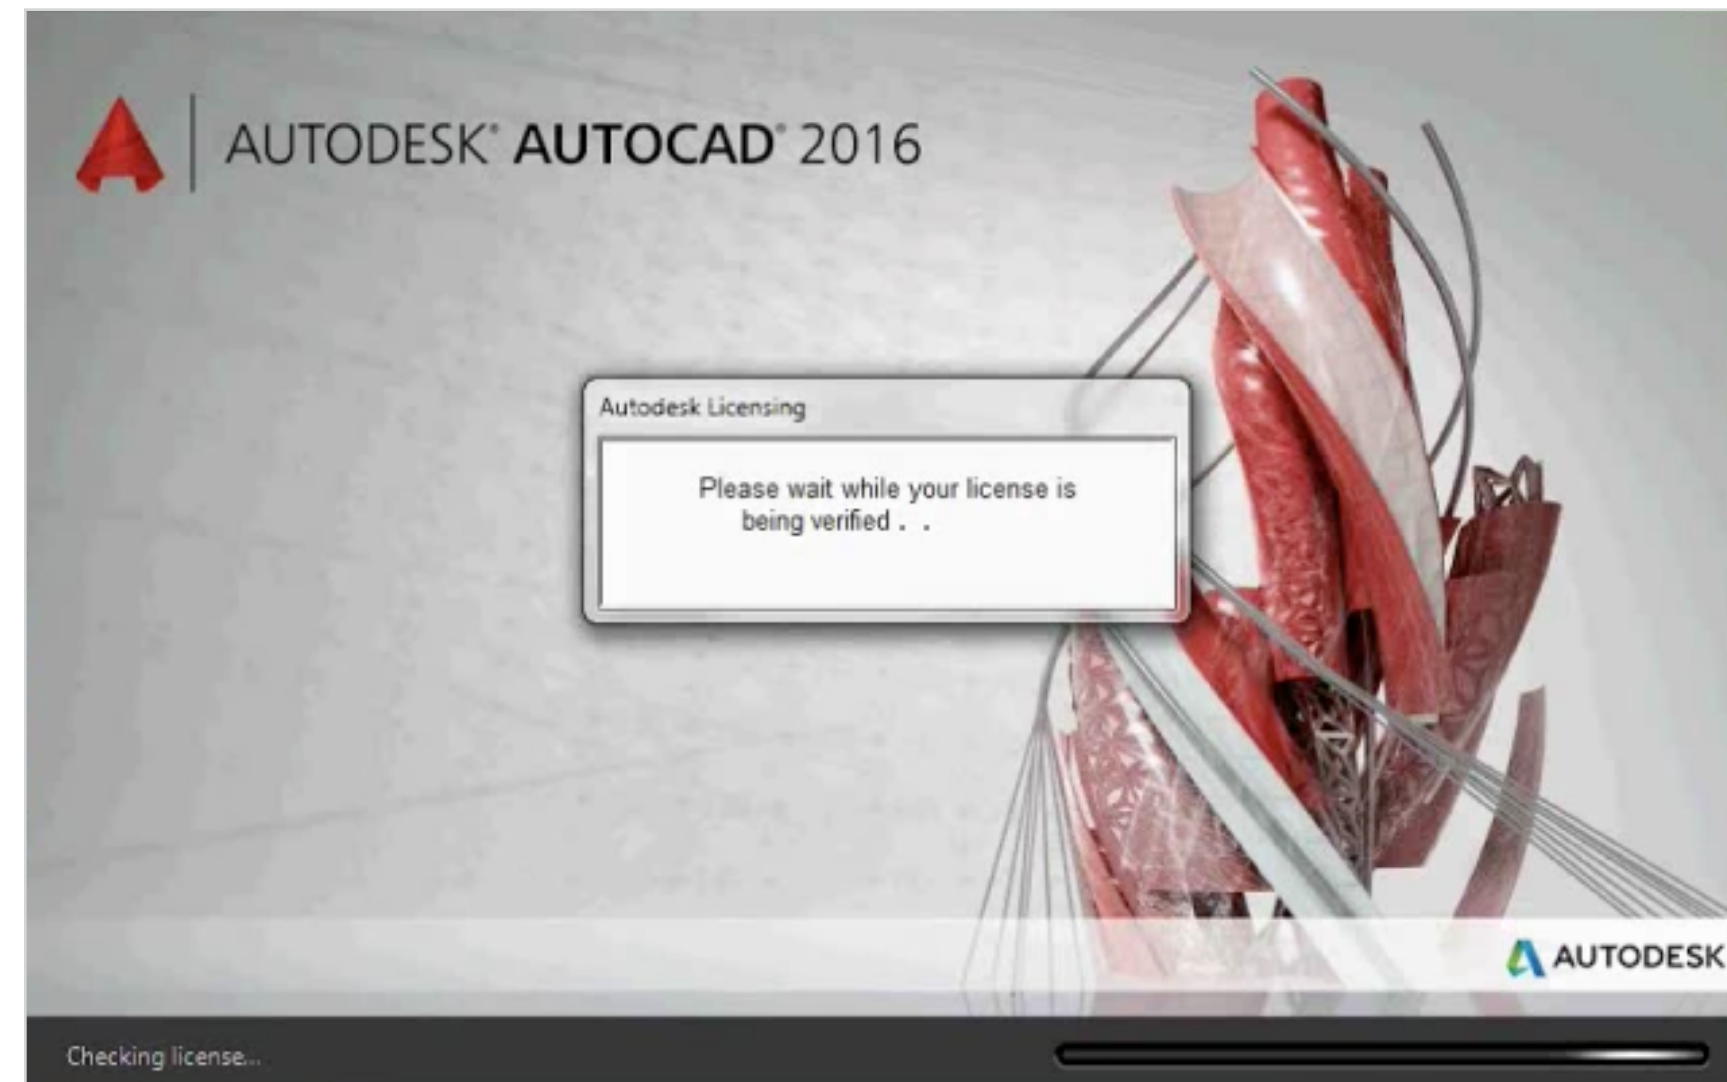 AUTODESK® AUTOCAD® 2016
Autodesk Licensing
Please wait while your license is
being verified . .
AUTODESK
Checking license...